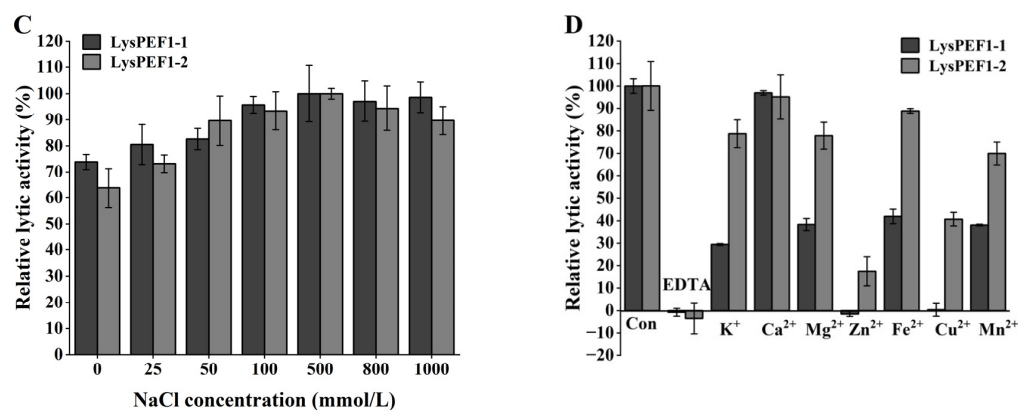 C
Relative lytic activity (%)
120
110
100
90
80
70
60
50
40
30
20
10
0
LysPEF1-1
LysPEF1-2
0 25 50 100 500 800 1000
NaCl concentration (mmol/L)
D
Relative lytic activity (%)
120
110
100
90
80
70
60
50
40
30
20
10
0
−10
−20
LysPEF1-1
LysPEF1-2
EDTA
Con K⁺ Ca²⁺ Mg²⁺ Zn²⁺ Fe²⁺ Cu²⁺ Mn²⁺